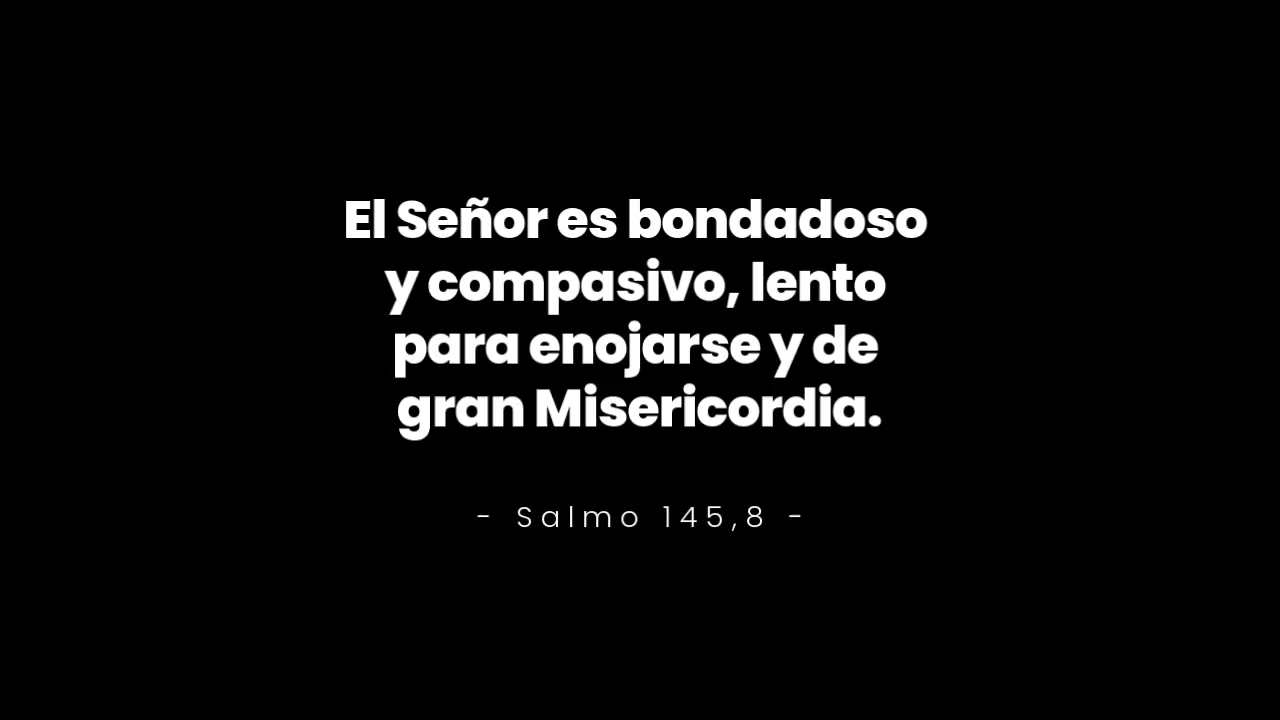 El Señor es bondadoso
y compasivo, lento
para enojarse y de
gran Misericordia.
- Salmo 145,8 -